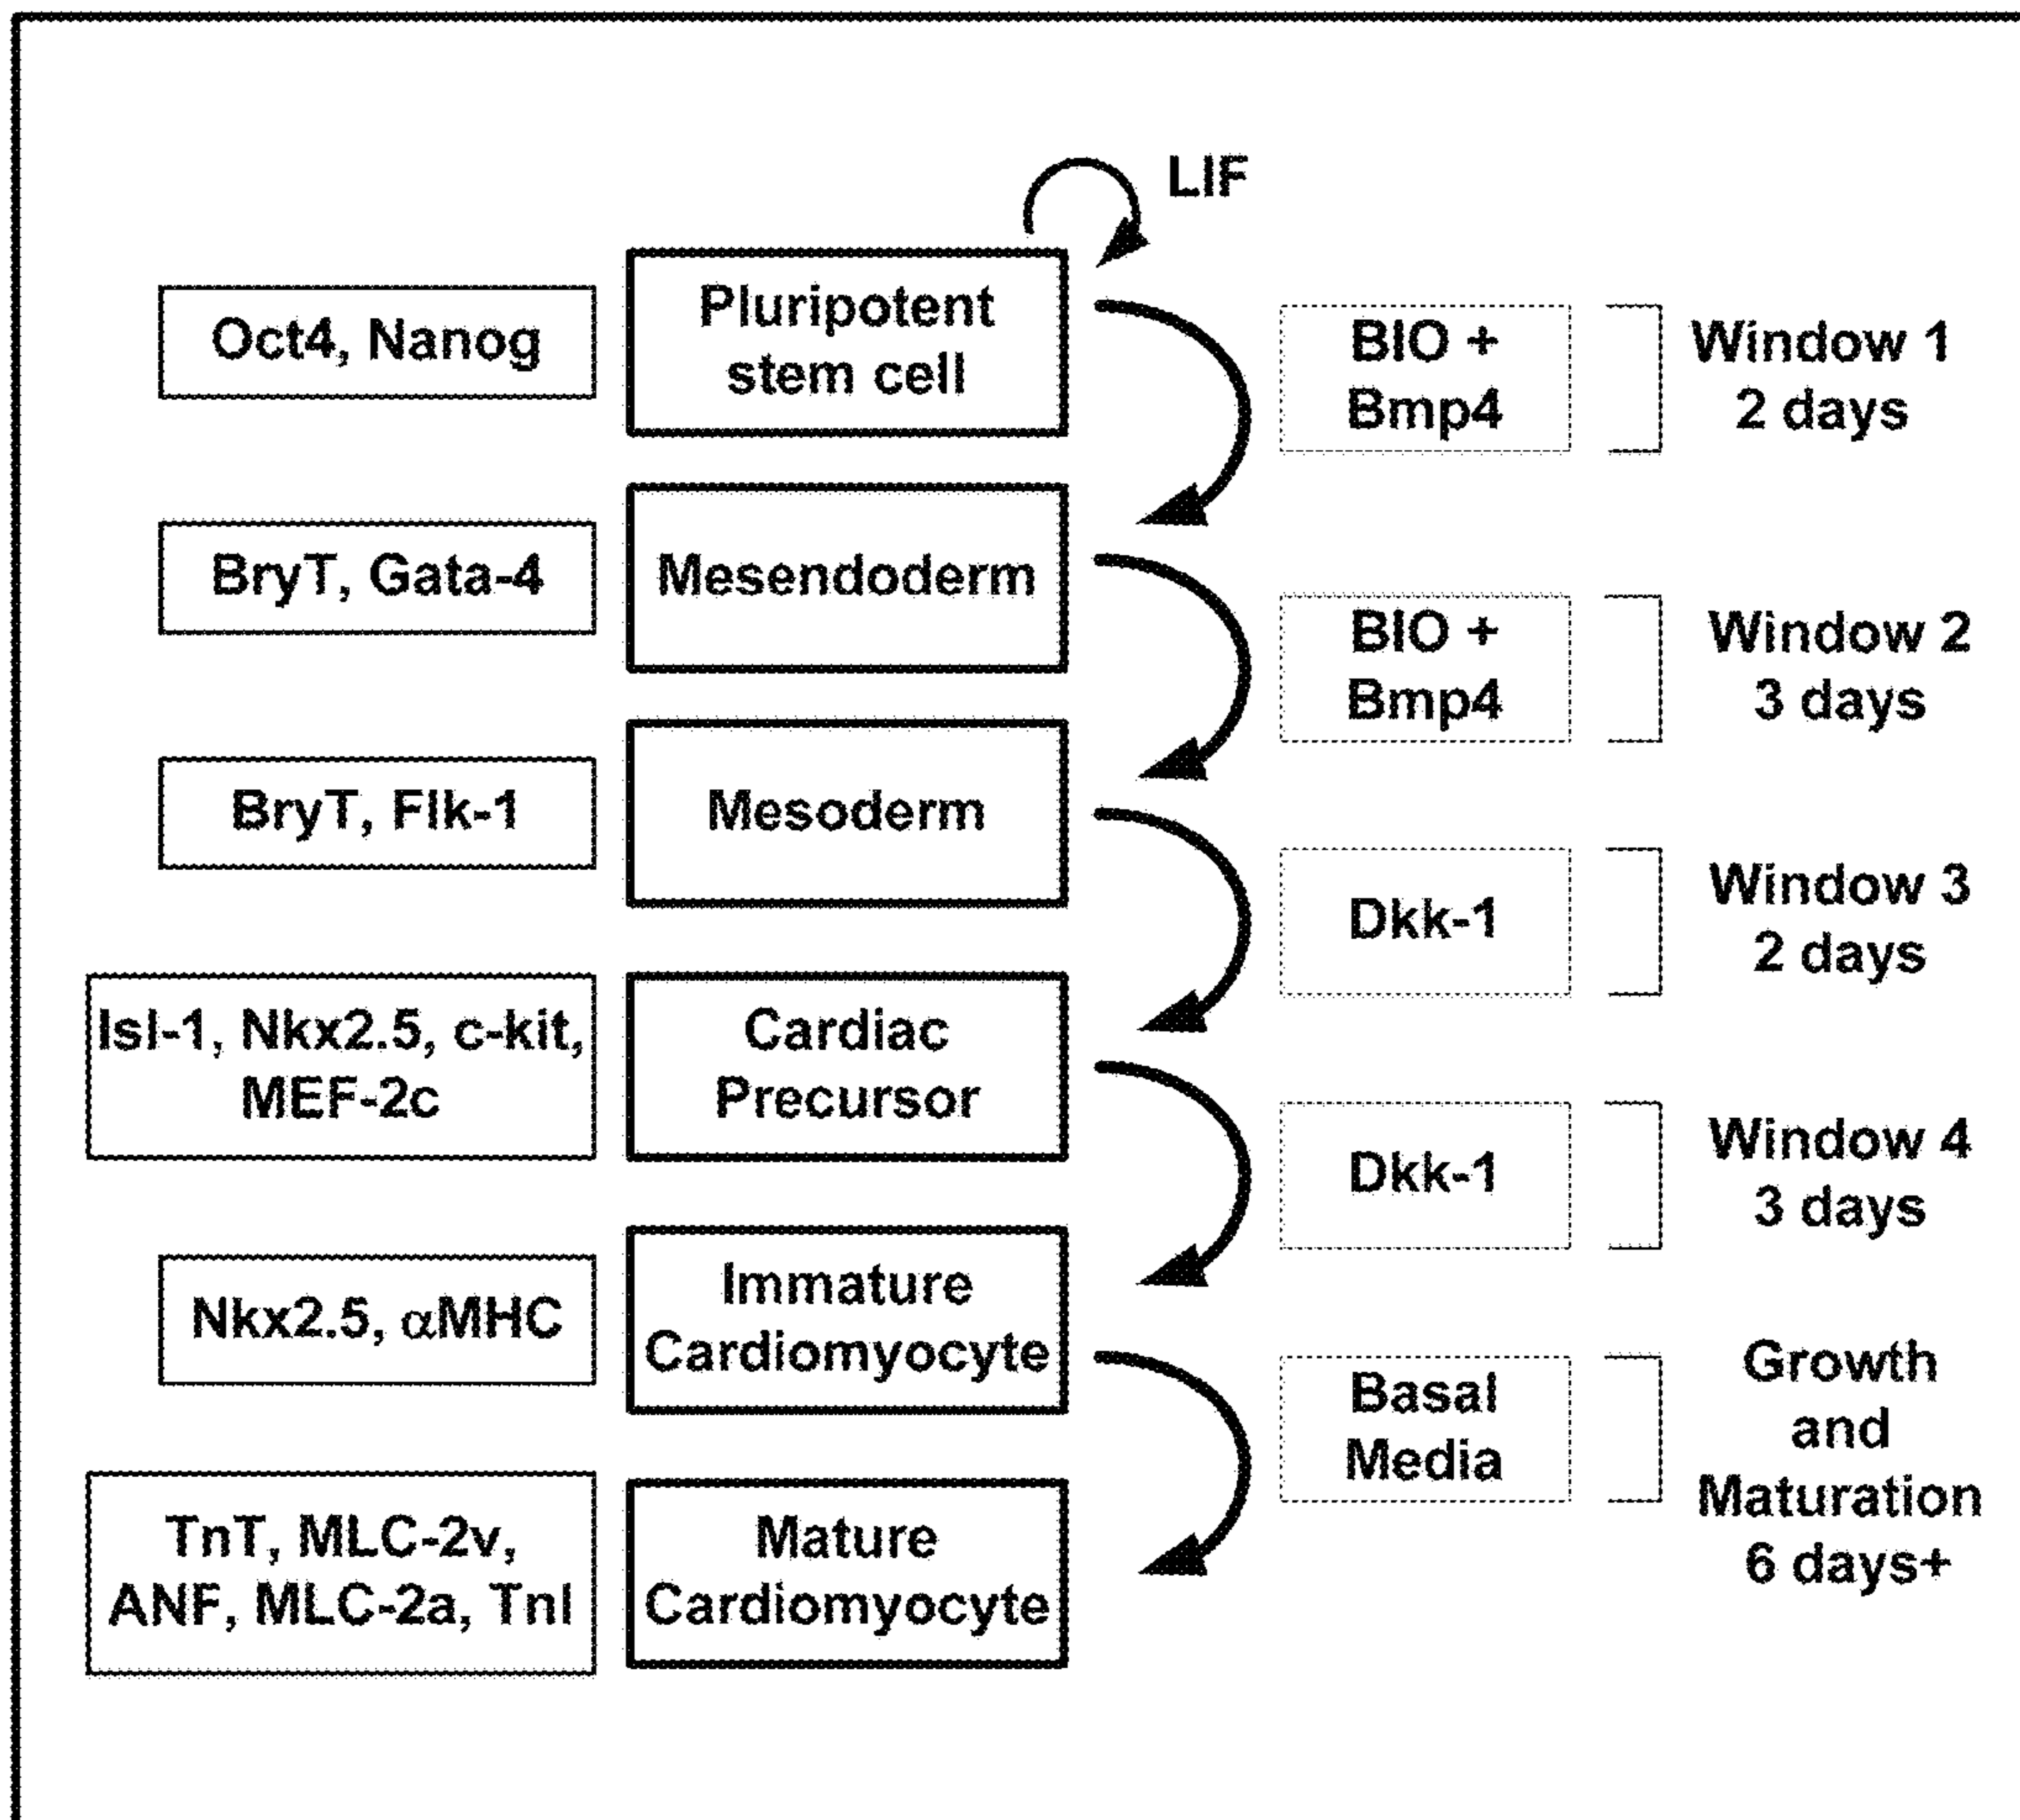 LIF
Oct4, Nanog
Pluripotent
stem cell
BIO +
Bmp4
Window 1
2 days
BryT, Gata-4
Mesendoderm
BIO +
Bmp4
Window 2
3 days
BryT, Flk-1
Mesoderm
Dkk-1
Window 3
2 days
Isl-1, Nkx2.5, c-kit,
MEF-2c
Cardiac
Precursor
Dkk-1
Window 4
3 days
Nkx2.5, αMHC
Immature
Cardiomyocyte
Basal
Media
Growth
and
Maturation
6 days+
TnT, MLC-2v,
ANF, MLC-2a, TnI
Mature
Cardiomyocyte